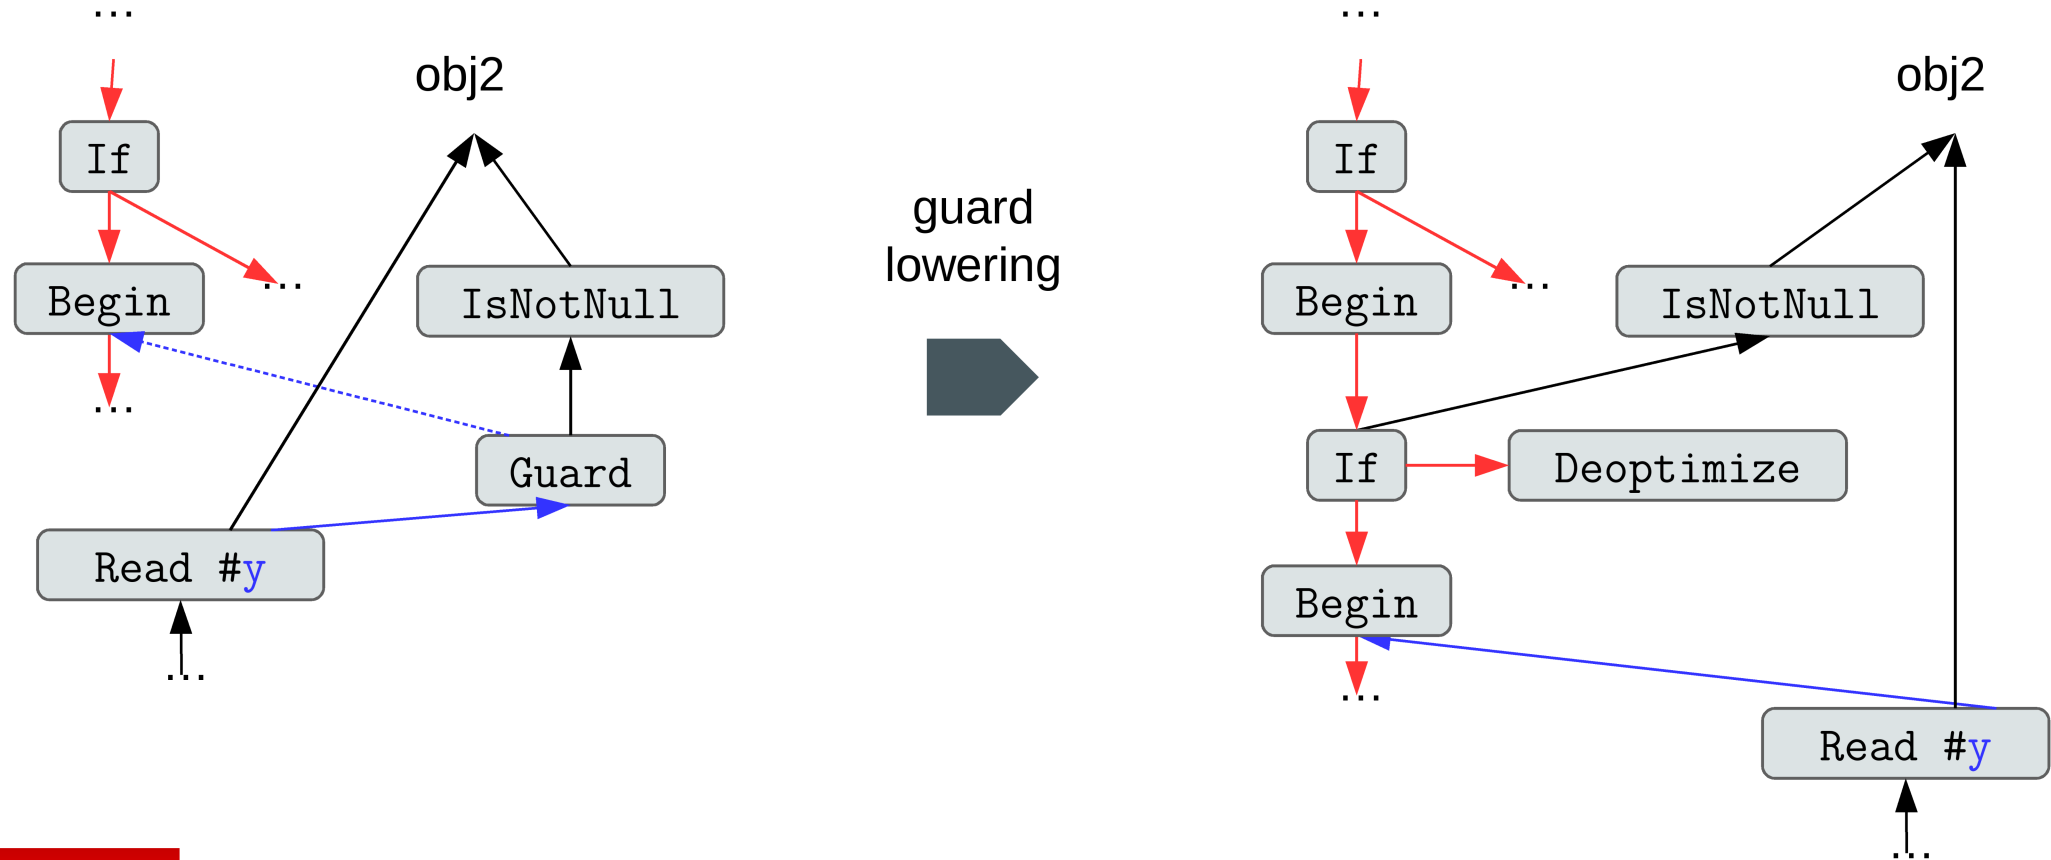 ...
obj2
If
Begin
...
IsNotNull
...
Guard
Read #y
...
guard
lowering
...
obj2
If
Begin
...
IsNotNull
If
Deoptimize
Begin
...
Read #y
...